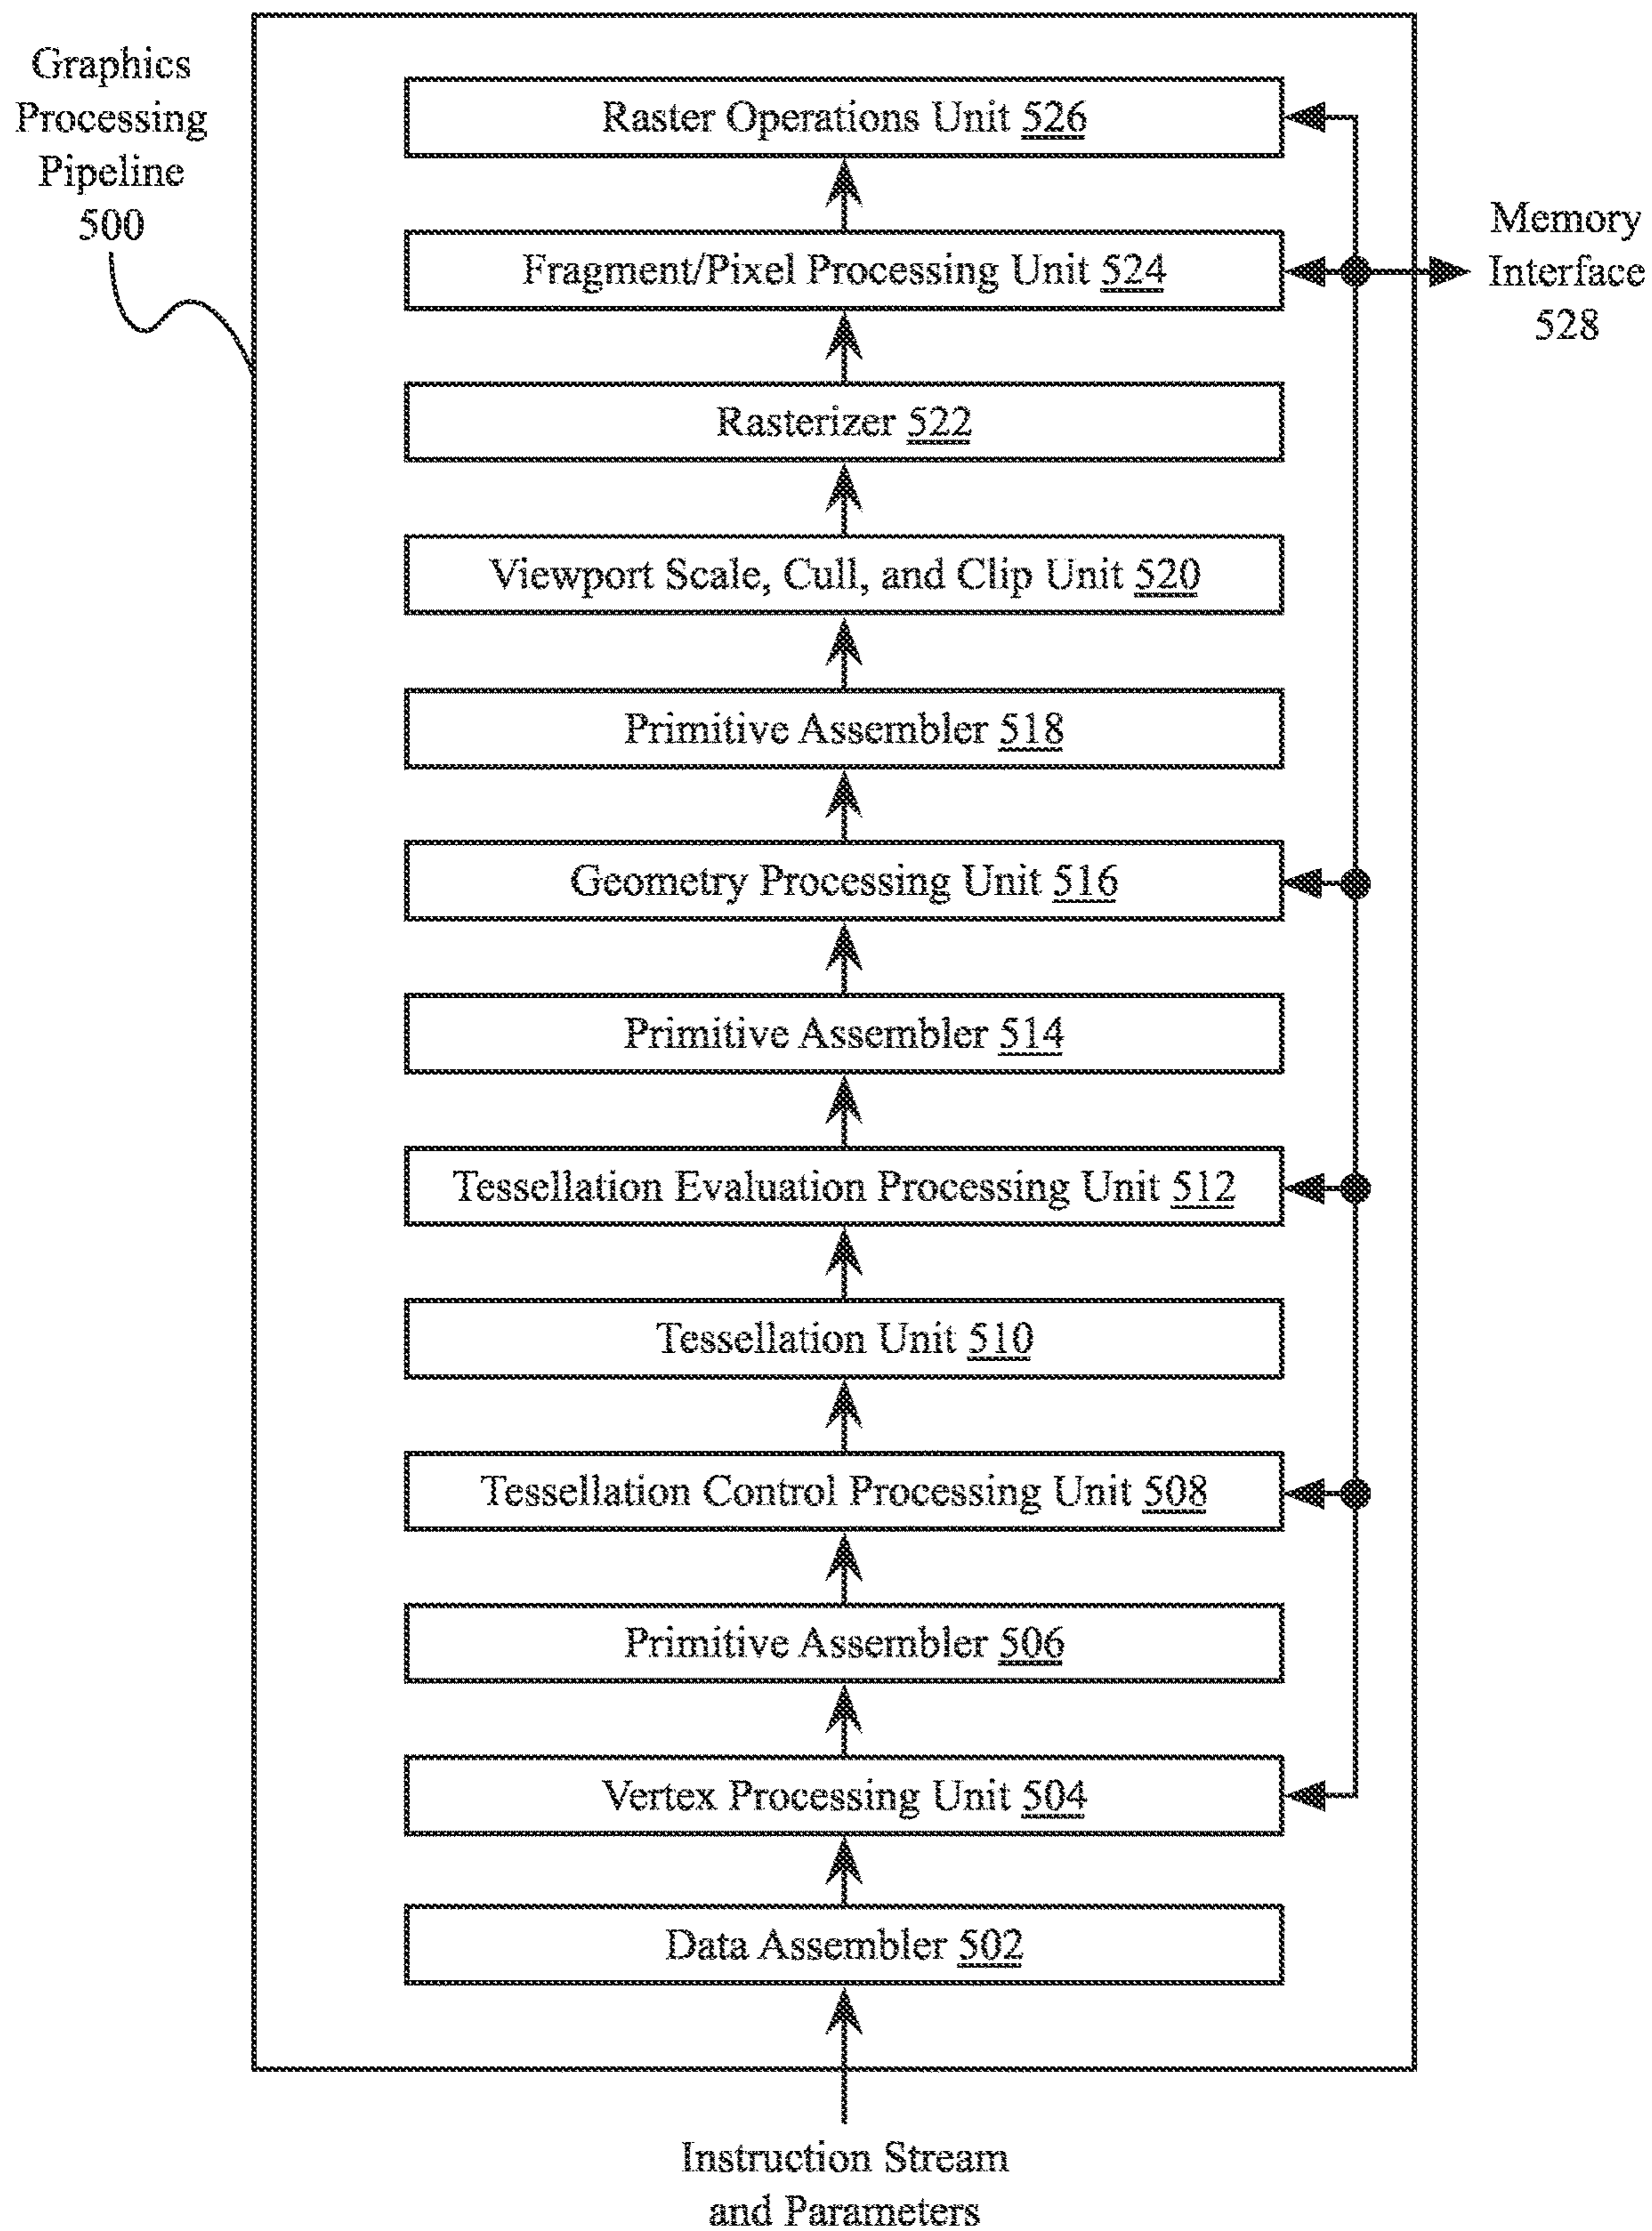 Graphics
Processing
Pipeline
500
Raster Operations Unit 526
Fragment/Pixel Processing Unit 524
Memory
Interface
528
Rasterizer 522
Viewport Scale, Cull, and Clip Unit 520
Primitive Assembler 518
Geometry Processing Unit 516
Primitive Assembler 514
Tessellation Evaluation Processing Unit 512
Tessellation Unit 510
Tessellation Control Processing Unit 508
Primitive Assembler 506
Vertex Processing Unit 504
Data Assembler 502
Instruction Stream
and Parameters